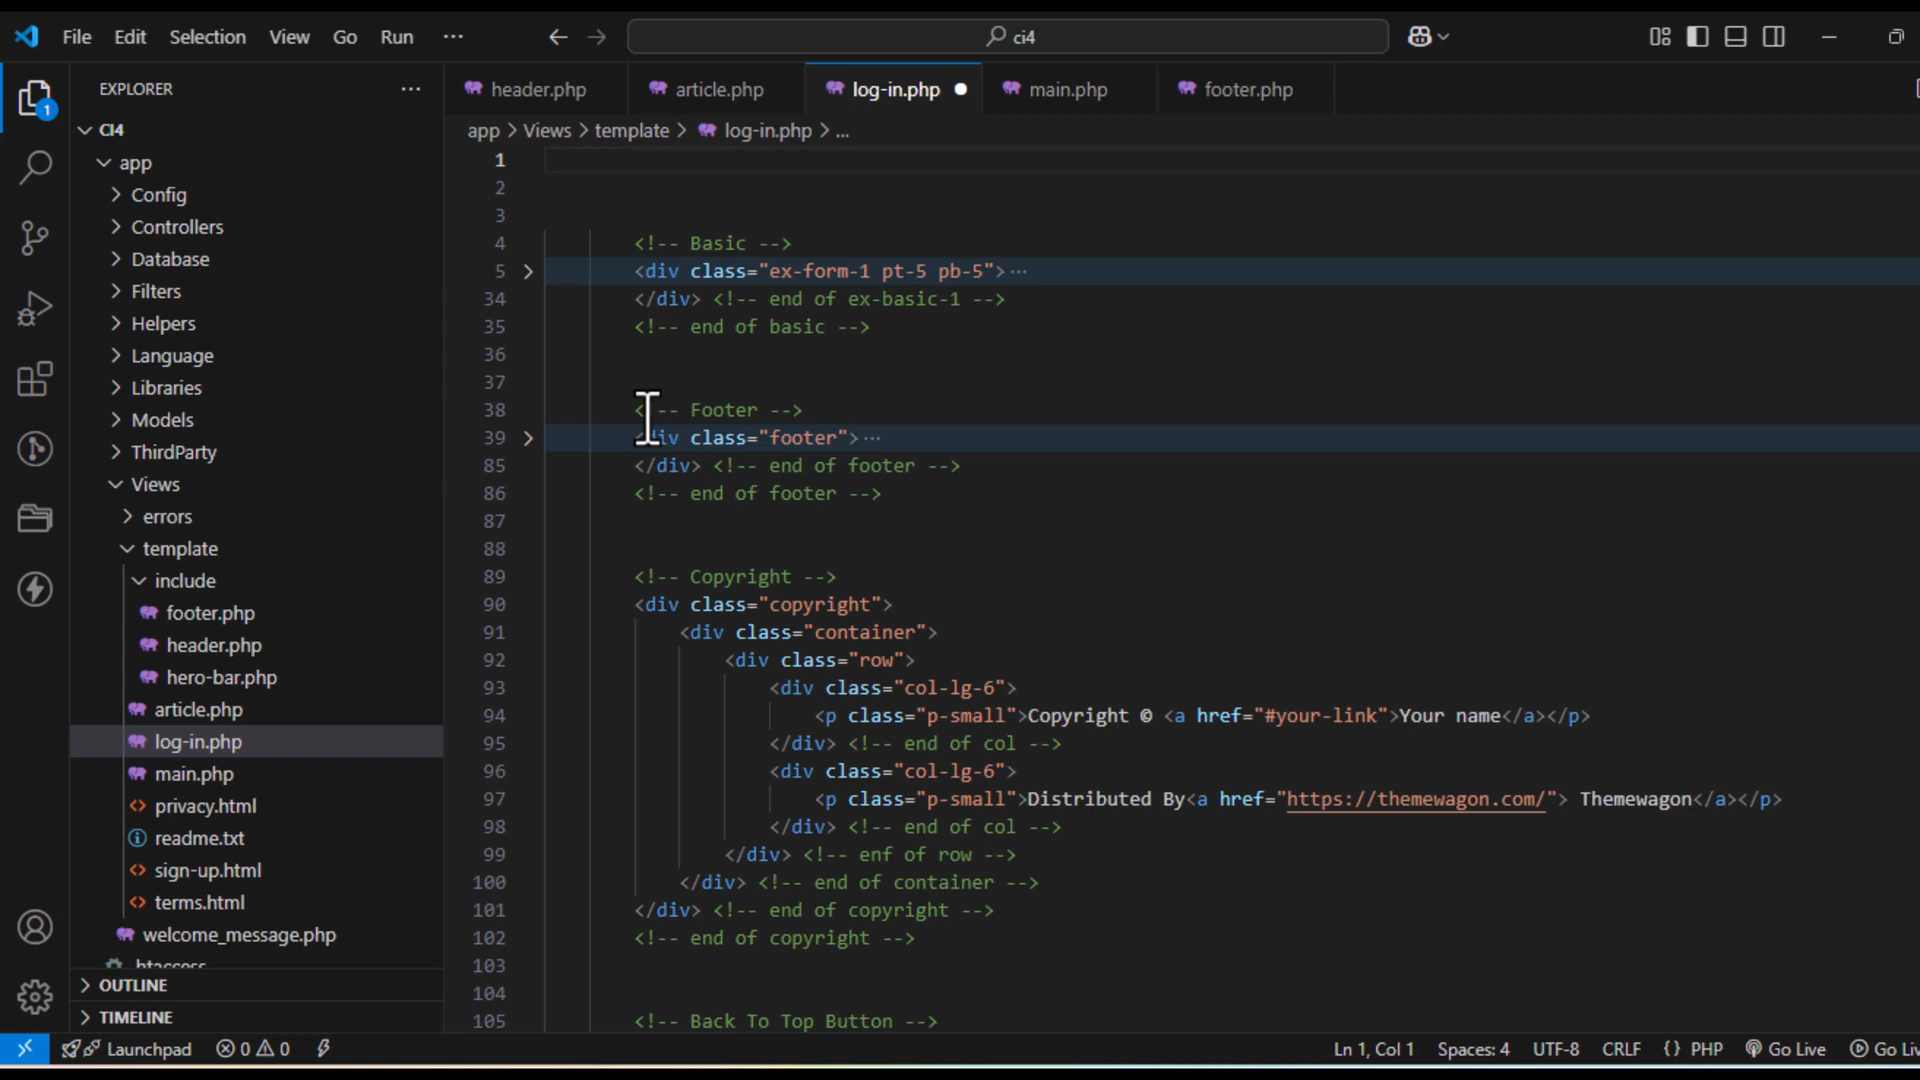 File Edit Selection View Go Run ··· ci4
EXPLORER ···
1
CI4
app
Config
Controllers
Database
Filters
Helpers
Language
Libraries
Models
ThirdParty
Views
errors
template
include
footer.php
header.php
hero-bar.php
article.php
log-in.php
main.php
privacy.html
readme.txt
sign-up.html
terms.html
welcome_message.php
.htaccess
OUTLINE
TIMELINE
header.php article.php log-in.php main.php footer.php
app > Views > template > log-in.php > ...
1
2
3
4 <!-- Basic -->
5 <div class="ex-form-1 pt-5 pb-5">···
34 </div> <!-- end of ex-basic-1 -->
35 <!-- end of basic -->
36
37
38 <!-- Footer -->
39 <div class="footer">···
85 </div> <!-- end of footer -->
86 <!-- end of footer -->
87
88
89 <!-- Copyright -->
90 <div class="copyright">
91 <div class="container">
92 <div class="row">
93 <div class="col-lg-6">
94 <p class="p-small">Copyright © <a href="#your-link">Your name</a></p>
95 </div> <!-- end of col -->
96 <div class="col-lg-6">
97 <p class="p-small">Distributed By<a href="https://themewagon.com/"> Themewagon</a></p>
98 </div> <!-- end of col -->
99 </div> <!-- enf of row -->
100 </div> <!-- end of container -->
101 </div> <!-- end of copyright -->
102 <!-- end of copyright -->
103
104
105 <!-- Back To Top Button -->
Launchpad 0 0 Ln 1, Col 1 Spaces: 4 UTF-8 CRLF {} PHP Go Live Go Liv